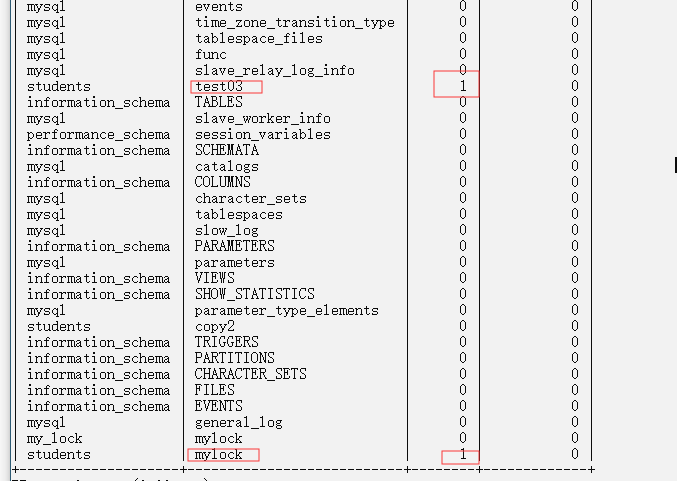 mysql | events | 0 | 0 |
mysql | time_zone_transition_type | 0 | 0 |
mysql | tablespace_files | 0 | 0 |
mysql | func | 0 | 0 |
mysql | slave_relay_log_info | 0 | 0 |
students | test03 | 1 | 0 |
information_schema | TABLES | 0 | 0 |
mysql | slave_worker_info | 0 | 0 |
performance_schema | session_variables | 0 | 0 |
information_schema | SCHEMATA | 0 | 0 |
mysql | catalogs | 0 | 0 |
information_schema | COLUMNS | 0 | 0 |
mysql | character_sets | 0 | 0 |
mysql | tablespaces | 0 | 0 |
mysql | slow_log | 0 | 0 |
information_schema | PARAMETERS | 0 | 0 |
mysql | parameters | 0 | 0 |
information_schema | VIEWS | 0 | 0 |
information_schema | SHOW_STATISTICS | 0 | 0 |
mysql | parameter_type_elements | 0 | 0 |
students | copy2 | 0 | 0 |
information_schema | TRIGGERS | 0 | 0 |
information_schema | PARTITIONS | 0 | 0 |
information_schema | CHARACTER_SETS | 0 | 0 |
information_schema | FILES | 0 | 0 |
information_schema | EVENTS | 0 | 0 |
mysql | general_log | 0 | 0 |
my_lock | mylock | 0 | 0 |
students | mylock | 1 | 0 |